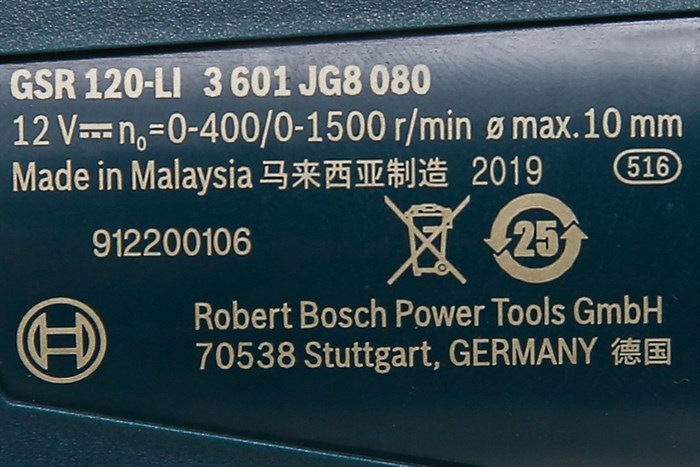 GSR 120-LI 3 601 JG8 080
12 V⎓n₀=0-400/0-1500 r/min ø max.10 mm
Made in Malaysia 马来西亚制造 2019 516
912200106 25
Robert Bosch Power Tools GmbH
70538 Stuttgart, GERMANY 德国